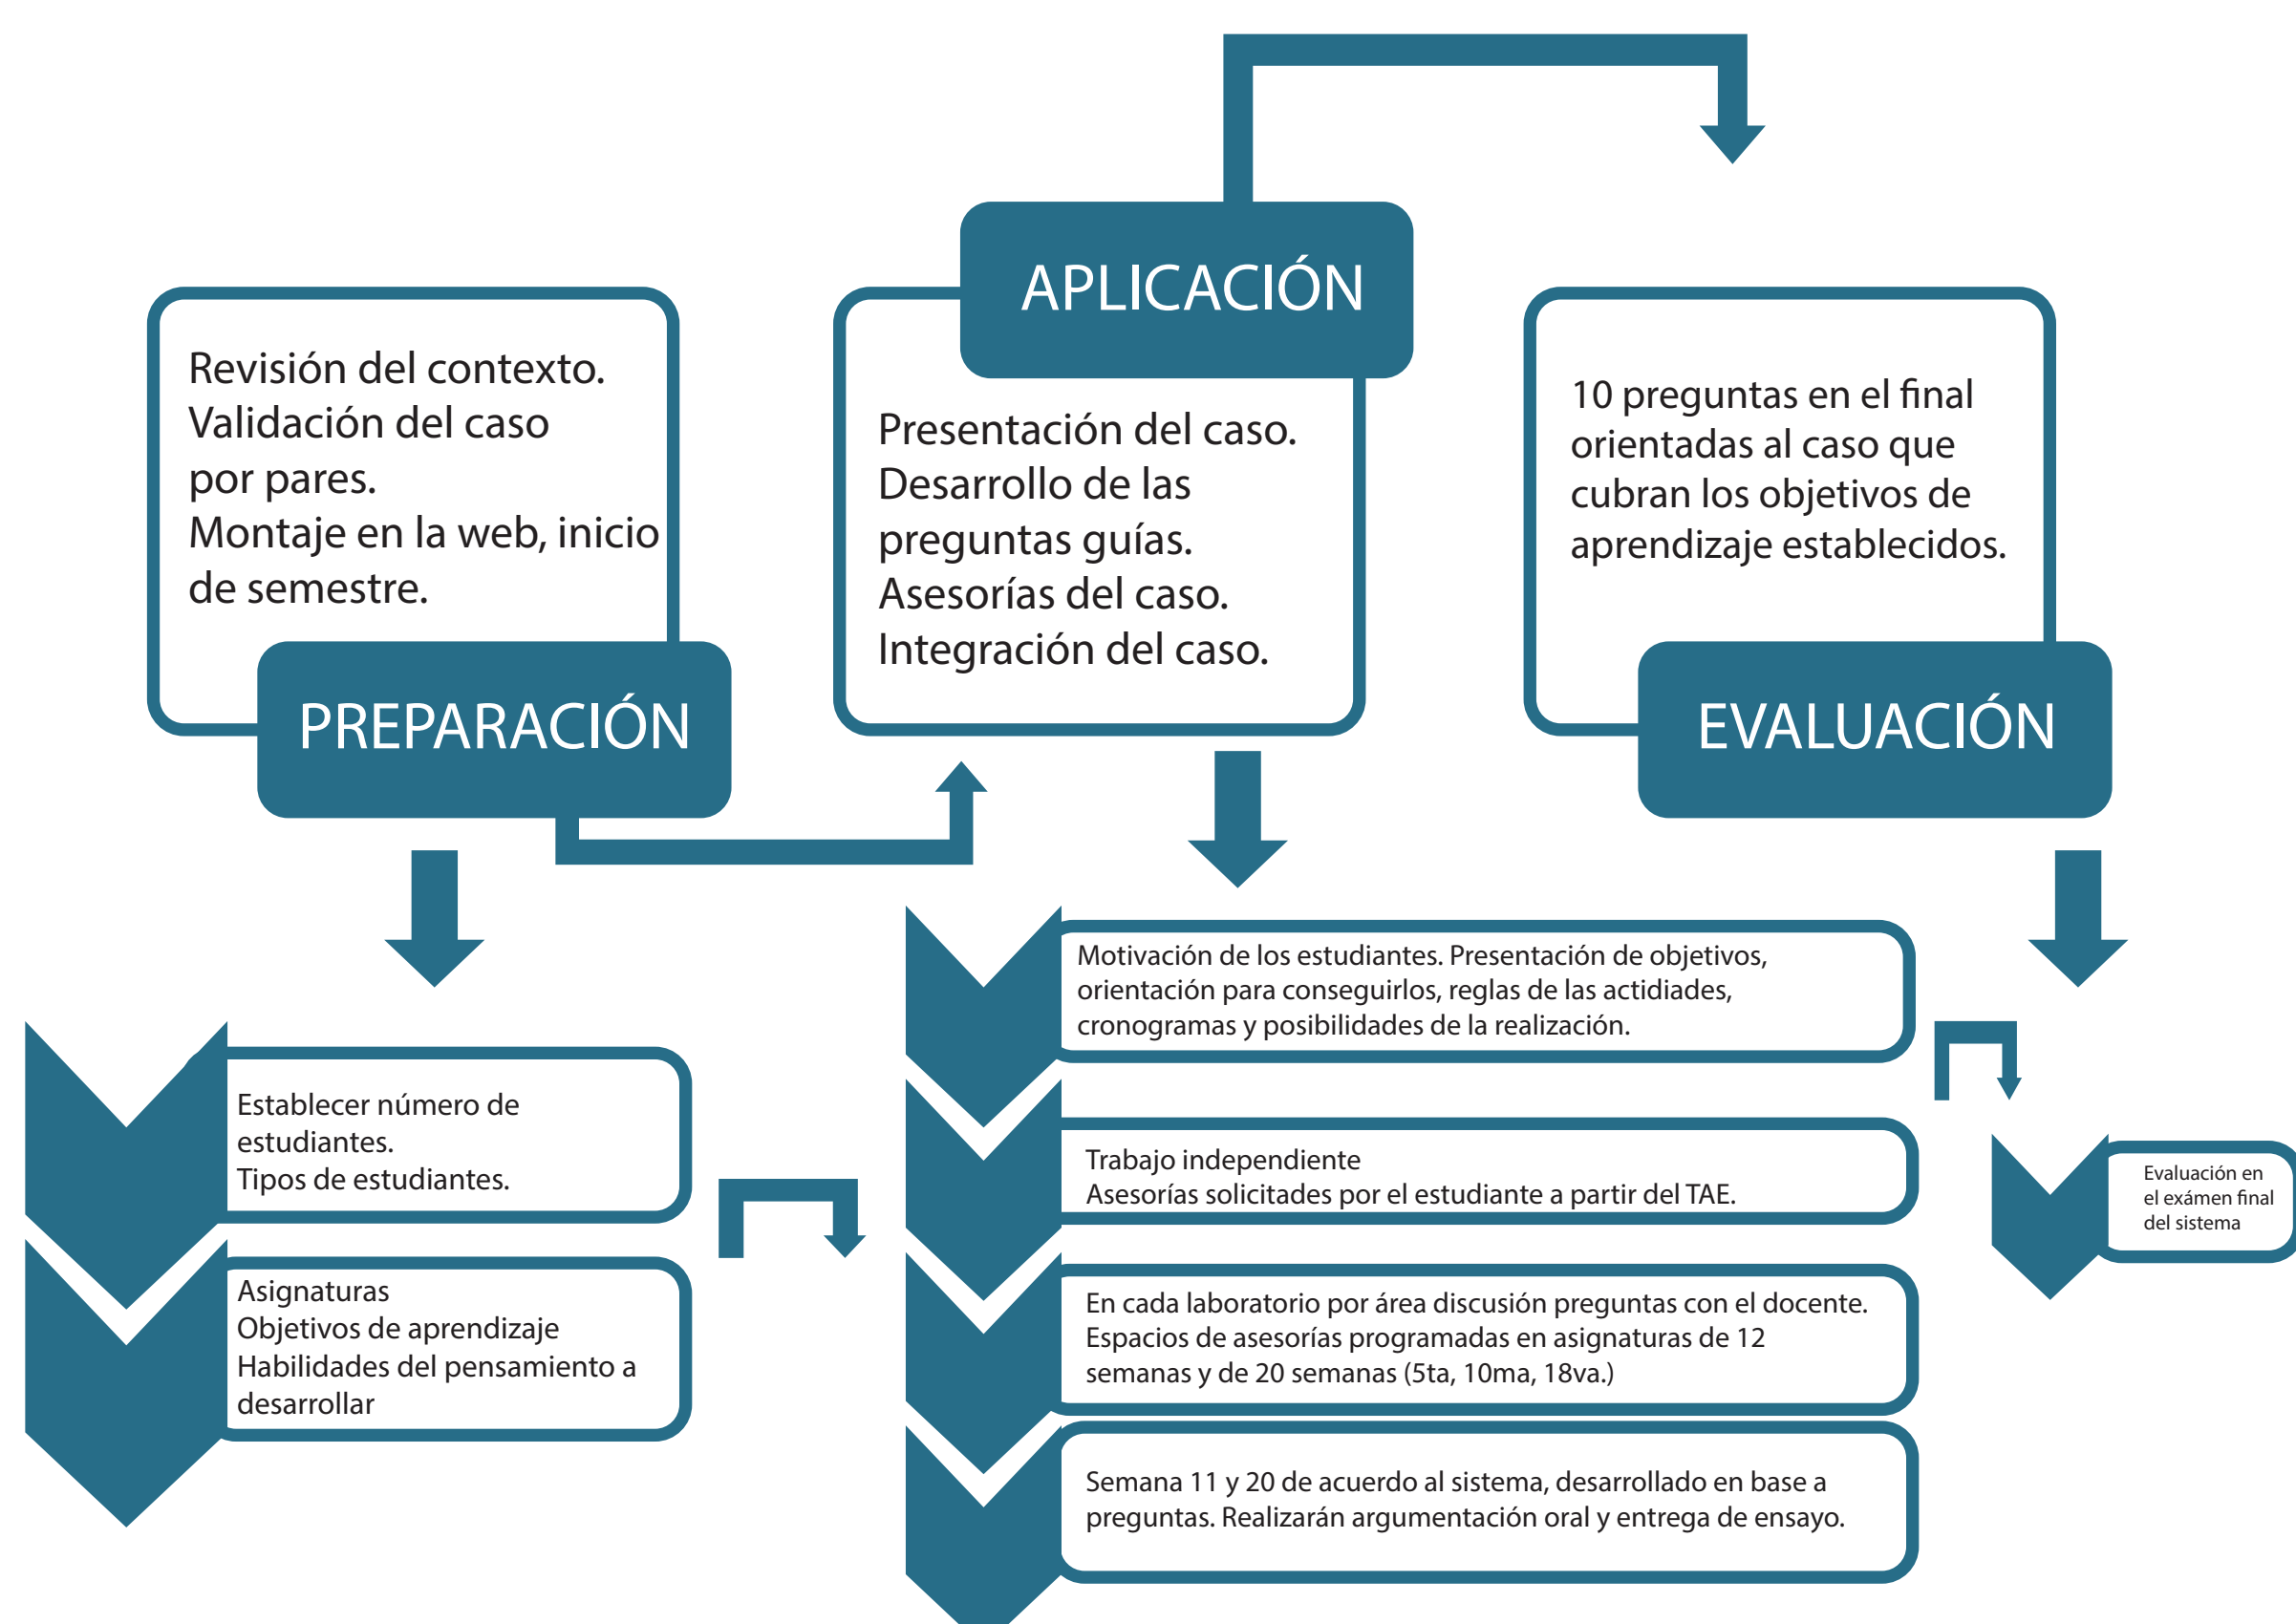 Revisión del contexto.
Validación del caso
por pares.
Montaje en la web, inicio
de semestre.
PREPARACIÓN
APLICACIÓN
Presentación del caso.
Desarrollo de las
preguntas guías.
Asesorías del caso.
Integración del caso.
10 preguntas en el final
orientadas al caso que
cubran los objetivos de
aprendizaje establecidos.
EVALUACIÓN
Establecer número de
estudiantes.
Tipos de estudiantes.
Asignaturas
Objetivos de aprendizaje
Habilidades del pensamiento a
desarrollar
Motivación de los estudiantes. Presentación de objetivos,
orientación para conseguirlos, reglas de las actidiades,
cronogramas y posibilidades de la realización.
Trabajo independiente
Asesorías solicitades por el estudiante a partir del TAE.
En cada laboratorio por área discusión preguntas con el docente.
Espacios de asesorías programadas en asignaturas de 12
semanas y de 20 semanas (5ta, 10ma, 18va.)
Semana 11 y 20 de acuerdo al sistema, desarrollado en base a
preguntas. Realizarán argumentación oral y entrega de ensayo.
Evaluación en
el exámen final
del sistema